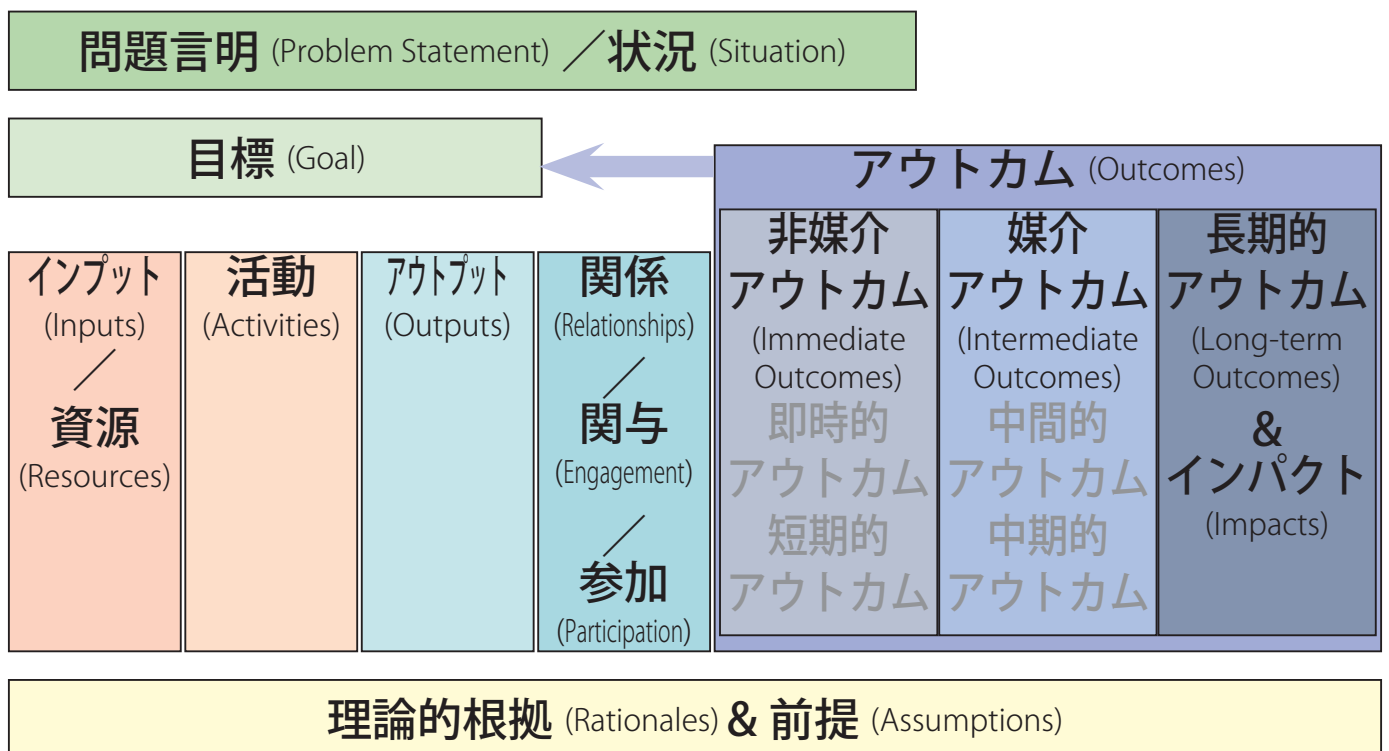 問題言明 (Problem Statement) ／状況 (Situation)
目標 (Goal)
アウトカム (Outcomes)
インプット
(Inputs)
／
資源
(Resources)
活動
(Activities)
アウトプット
(Outputs)
関係
(Relationships)
／
関与
(Engagement)
／
参加
(Participation)
非媒介
アウトカム
(Immediate
Outcomes)
即時的
アウトカム
短期的
アウトカム
媒介
アウトカム
(Intermediate
Outcomes)
中間的
アウトカム
中期的
アウトカム
長期的
アウトカム
(Long-term
Outcomes)
&
インパクト
(Impacts)
理論的根拠 (Rationales) & 前提 (Assumptions)